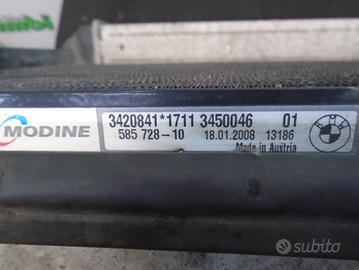 MODINE
3420841*1711 3450046 01
585 728-10 18.01.2008 13186
Made in Austria
BMW
subito